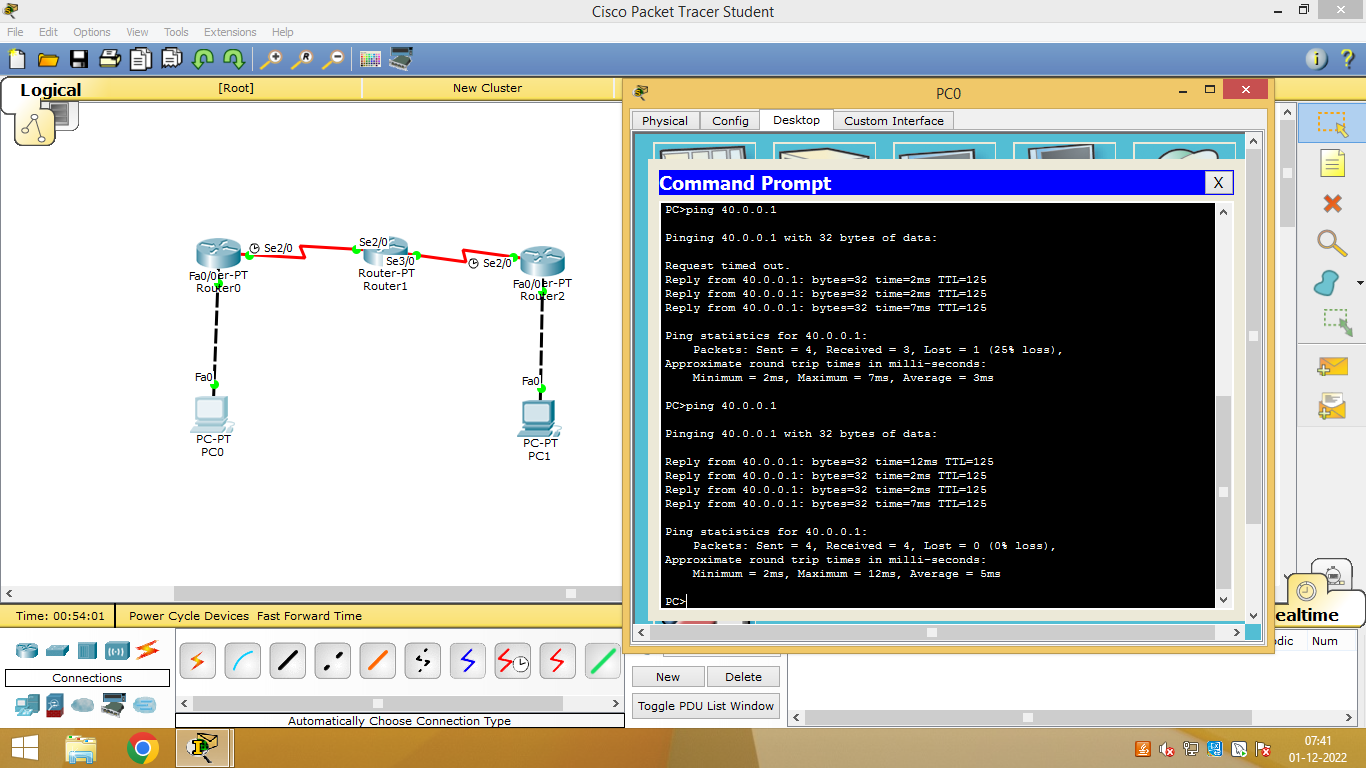 Cisco Packet Tracer Student
File Edit Options View Tools Extensions Help
Logical [Root] New Cluster
PC0
Physical Config Desktop Custom Interface
Command Prompt X
PC>ping 40.0.0.1
Pinging 40.0.0.1 with 32 bytes of data:
Request timed out.
Reply from 40.0.0.1: bytes=32 time=2ms TTL=125
Reply from 40.0.0.1: bytes=32 time=2ms TTL=125
Reply from 40.0.0.1: bytes=32 time=7ms TTL=125
Ping statistics for 40.0.0.1:
Packets: Sent = 4, Received = 3, Lost = 1 (25% loss),
Approximate round trip times in milli-seconds:
Minimum = 2ms, Maximum = 7ms, Average = 3ms
PC>ping 40.0.0.1
Pinging 40.0.0.1 with 32 bytes of data:
Reply from 40.0.0.1: bytes=32 time=12ms TTL=125
Reply from 40.0.0.1: bytes=32 time=2ms TTL=125
Reply from 40.0.0.1: bytes=32 time=2ms TTL=125
Reply from 40.0.0.1: bytes=32 time=7ms TTL=125
Ping statistics for 40.0.0.1:
Packets: Sent = 4, Received = 4, Lost = 0 (0% loss),
Approximate round trip times in milli-seconds:
Minimum = 2ms, Maximum = 12ms, Average = 5ms
PC>
Se2/0 Se2/0
Se3/0 Se2/0
Fa0/0er-PT Router-PT Fa0/0er-PT
Router0 Router1 Router2
Fa0 Fa0
PC-PT PC-PT
PC0 PC1
Time: 00:54:01 Power Cycle Devices Fast Forward Time
ealtime
Connections
Automatically Choose Connection Type
New Delete
Toggle PDU List Window
dic Num
07:41
01-12-2022